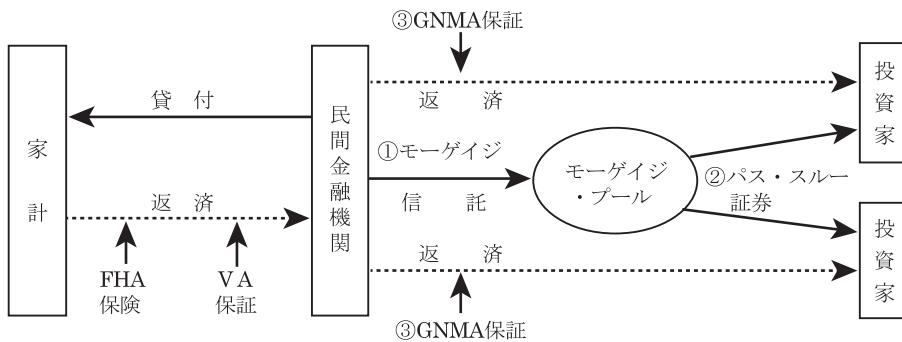 ③GNMA保証
返 済
投資家
貸 付
家計
民間金融機関
①モーゲイジ
信 託
モーゲイジ
・プール
②パス・スルー
証券
返 済
FHA
保険
VA
保証
返 済
③GNMA保証
投資家